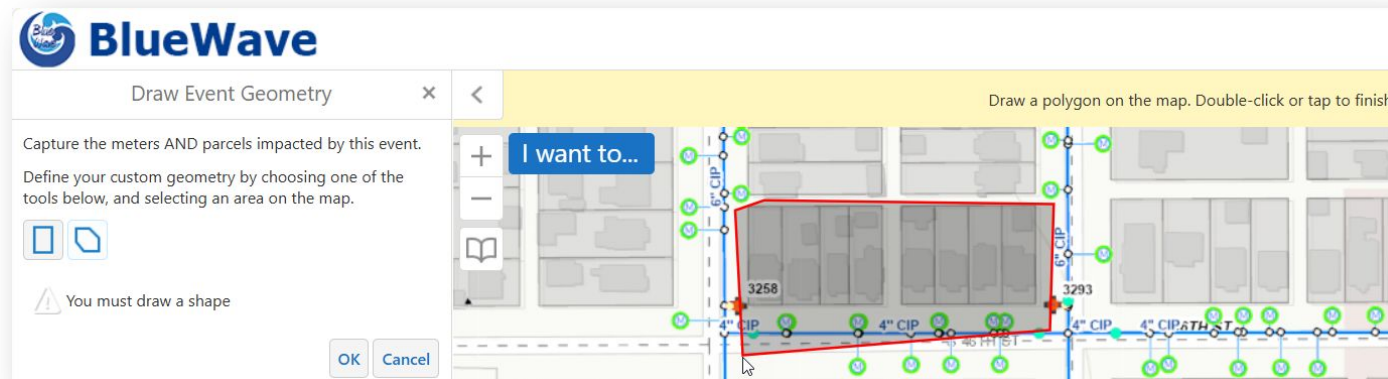 BlueWave
Draw Event Geometry
Draw a polygon on the map. Double-click or tap to finish
Capture the meters AND parcels impacted by this event.
Define your custom geometry by choosing one of the
tools below, and selecting an area on the map.
I want to...
You must draw a shape
OK
Cancel
6" CIP
6" CIP
3258
3293
4" CIP
4" CIP
4" CIP
4" CIP
46TH ST